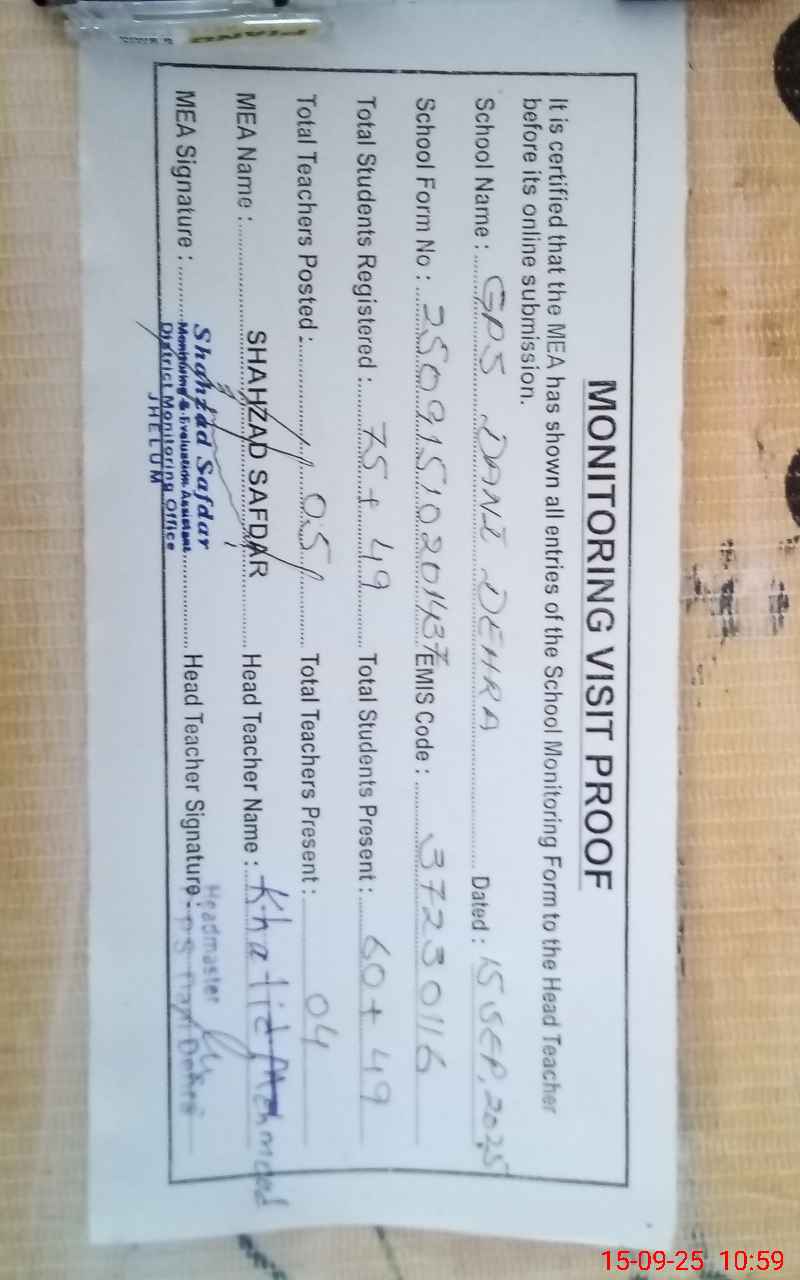 MONITORING VISIT PROOF
It is certified that the MEA has shown all entries of the School Monitoring Form to the Head Teacher
before its online submission.
School Name : GPS DANI DEHRA Dated : 15 SEP, 2025
School Form No : 25091510201437 EMIS Code : 37230116
Total Students Registered : 75 + 49 Total Students Present : 60 + 49
Total Teachers Posted : 05 Total Teachers Present : 04
MEA Name : SHAHZAD SAFDAR Head Teacher Name : Khalid
MEA Signature : Head Teacher Signature :
Shahzad Safdar
Monitoring & Evaluation Assistant
District Monitoring Office
JHELUM
Headmaster
PIANO
15-09-25 10:59